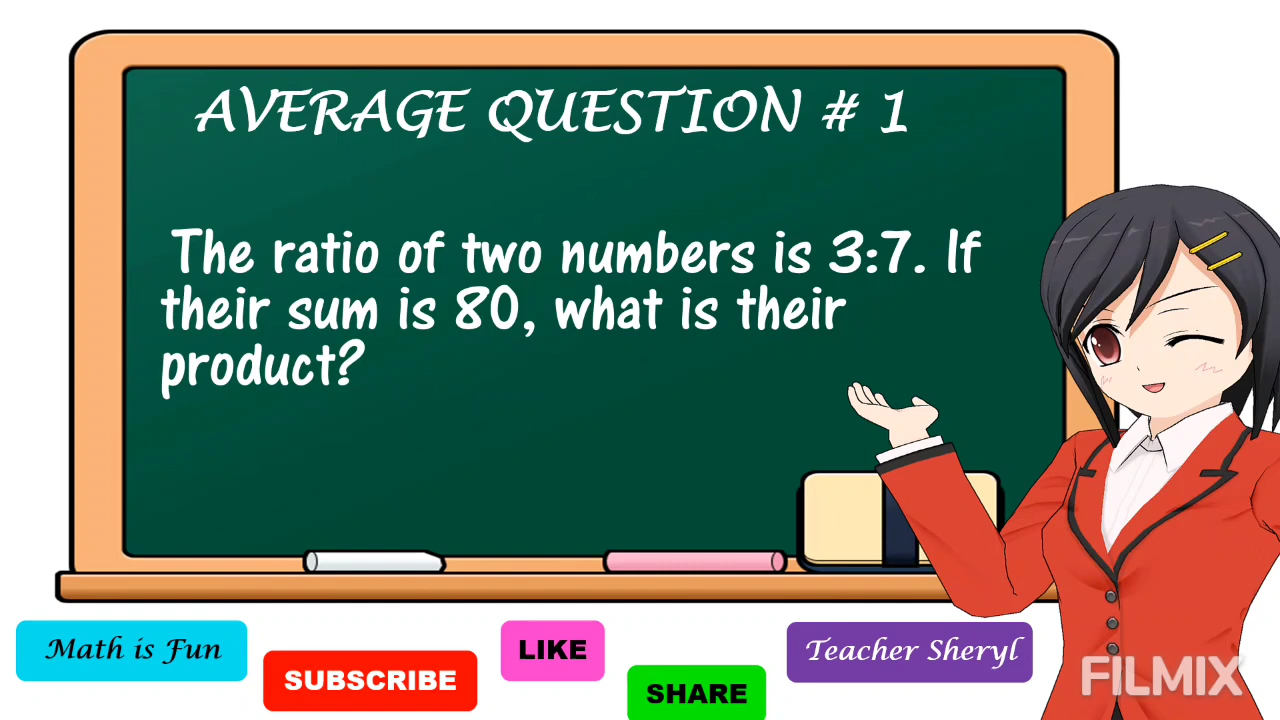 AVERAGE QUESTION # 1
The ratio of two numbers is 3:7. If
their sum is 80, what is their
product?
Math is Fun
SUBSCRIBE
LIKE
SHARE
Teacher Sheryl
FILMIX